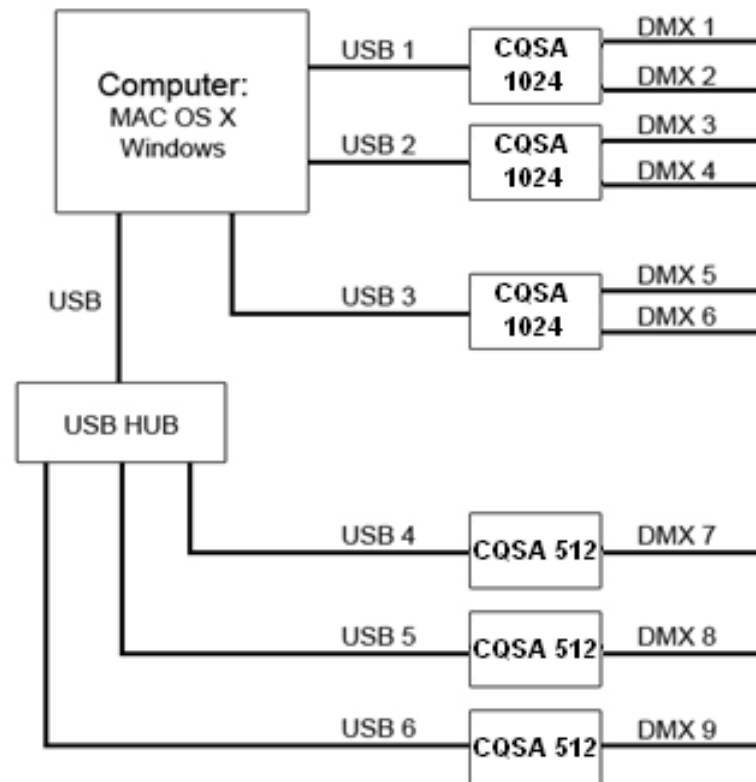 Computer:
MAC OS X
Windows
USB 1
CQSA
1024
DMX 1
DMX 2
USB 2
CQSA
1024
DMX 3
DMX 4
USB
USB 3
CQSA
1024
DMX 5
DMX 6
USB HUB
USB 4
CQSA 512
DMX 7
USB 5
CQSA 512
DMX 8
USB 6
CQSA 512
DMX 9